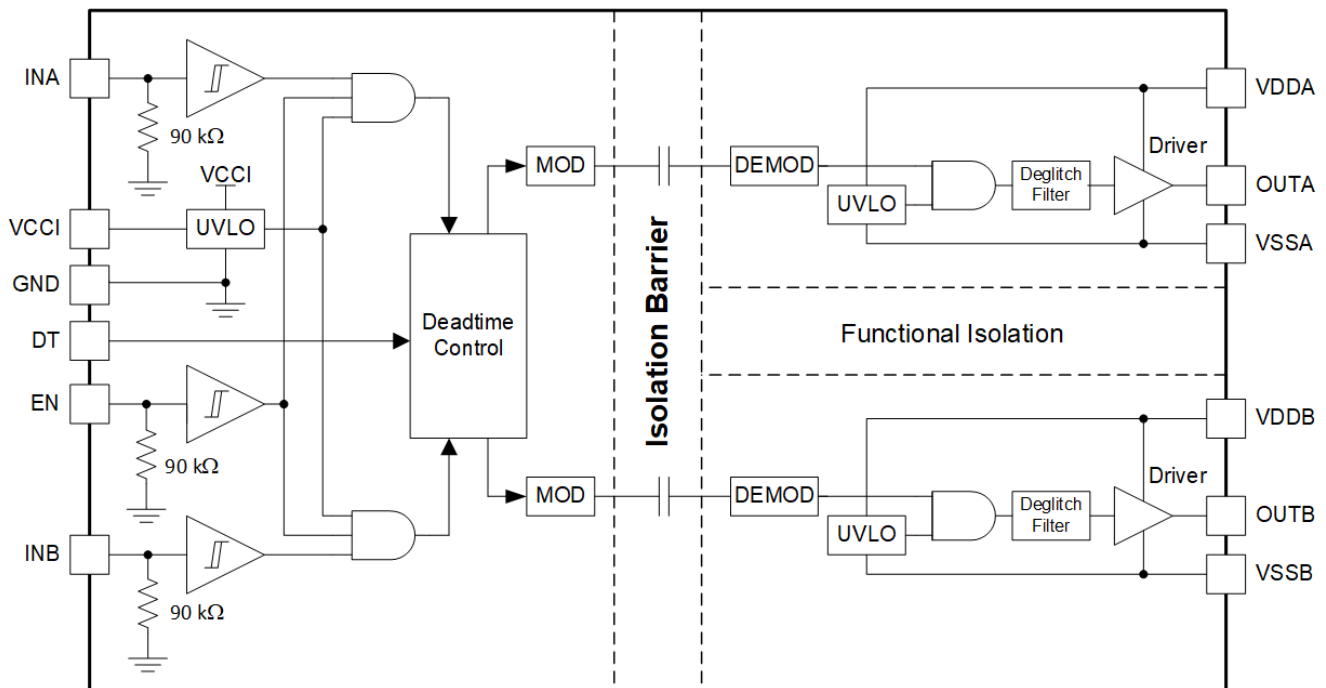 INA
90 kΩ
VCCI
VCCI
UVLO
GND
DT
EN
90 kΩ
INB
90 kΩ
Deadtime
Control
MOD
MOD
Isolation Barrier
DEMOD
UVLO
Deglitch
Filter
Driver
VDDA
OUTA
VSSA
Functional Isolation
DEMOD
UVLO
Deglitch
Filter
Driver
VDDB
OUTB
VSSB